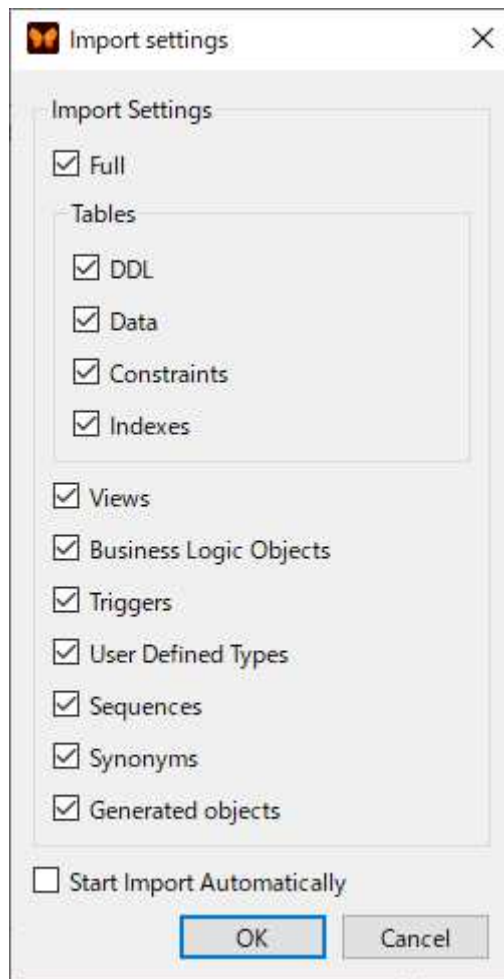 Import settings
Import Settings
Full
Tables
DDL
Data
Constraints
Indexes
Views
Business Logic Objects
Triggers
User Defined Types
Sequences
Synonyms
Generated objects
Start Import Automatically
OK Cancel